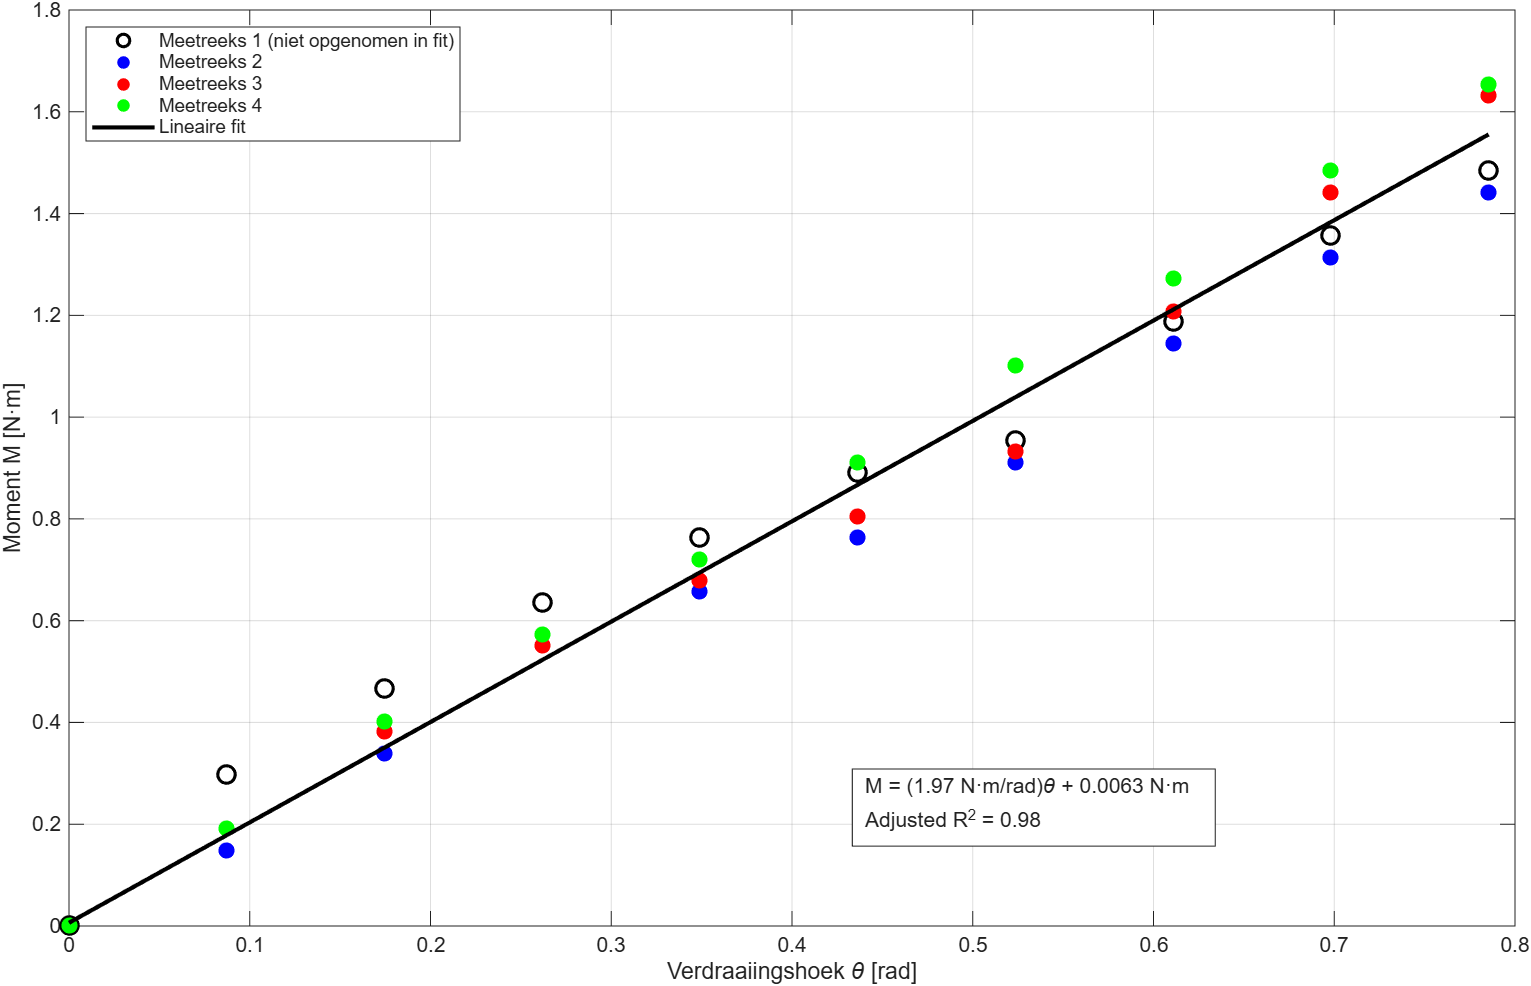 1.8
1.6
1.4
1.2
1
0.8
0.6
0.4
0.2
0
Moment M [N·m]
Meetreeks 1 (niet opgenomen in fit)
Meetreeks 2
Meetreeks 3
Meetreeks 4
Lineaire fit
M = (1.97 N·m/rad)θ + 0.0063 N·m
Adjusted R² = 0.98
0 0.1 0.2 0.3 0.4 0.5 0.6 0.7 0.8
Verdraaiingshoek θ [rad]